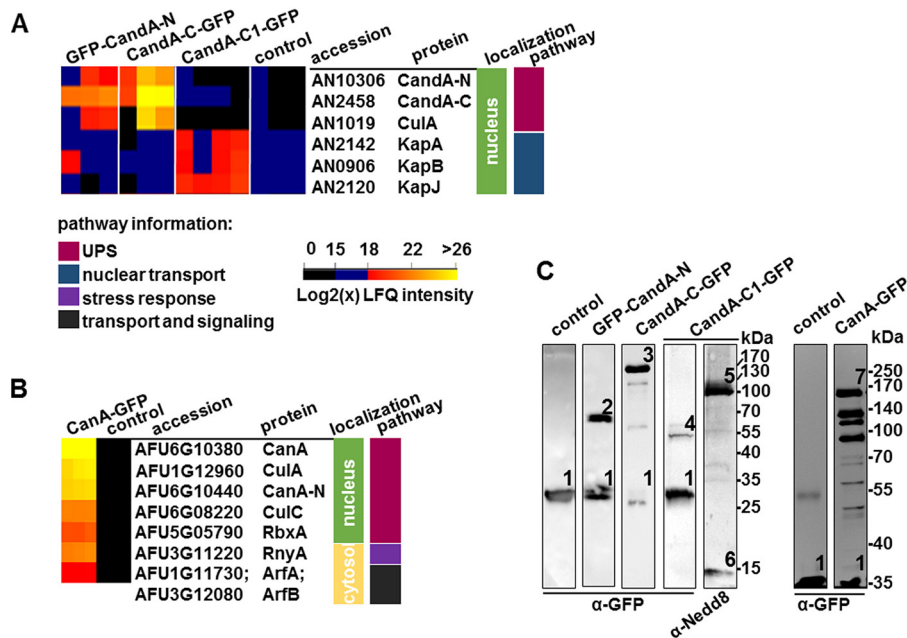 A
GFP-CandA-N
CandA-C-GFP
CandA-C1-GFP
control
accession
protein
localization
pathway
AN10306 CandA-N
AN2458 CandA-C
AN1019 CulA
AN2142 KapA
AN0906 KapB
AN2120 KapJ
nucleus
pathway information:
UPS
nuclear transport
stress response
transport and signaling
0 15 18 22 >26
Log2(x) LFQ intensity
B
CanA-GFP
control
accession
protein
localization
pathway
AFU6G10380 CanA
AFU1G12960 CulA
AFU6G10440 CanA-N
AFU6G08220 CulC
AFU5G05790 RbxA
AFU3G11220 RnyA
AFU1G11730; ArfA;
AFU3G12080 ArfB
nucleus
cytosol
C
control
GFP-CandA-N
CandA-C-GFP
CandA-C1-GFP
kDa
170
130
-100
-70
-55
-40
-35
-25
-15
1
2
1
3
1
4
1
5
6
α-GFP
α-Nedd8
control
CanA-GFP
kDa
-250
-170
-140
-100
-70
-55
-40
-35
1
7
1
α-GFP